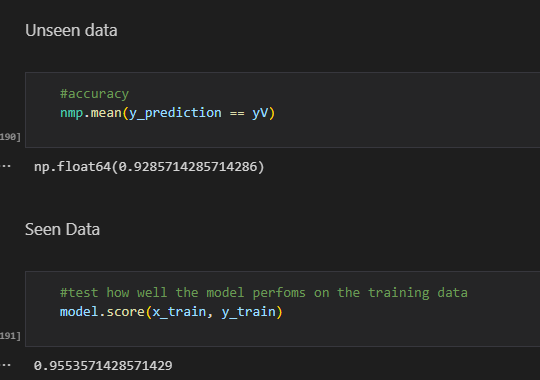 Unseen data
#accuracy
nmp.mean(y_prediction == yV)
190]
... np.float64(0.9285714285714286)
Seen Data
#test how well the model perfoms on the training data
model.score(x_train, y_train)
191]
... 0.9553571428571429